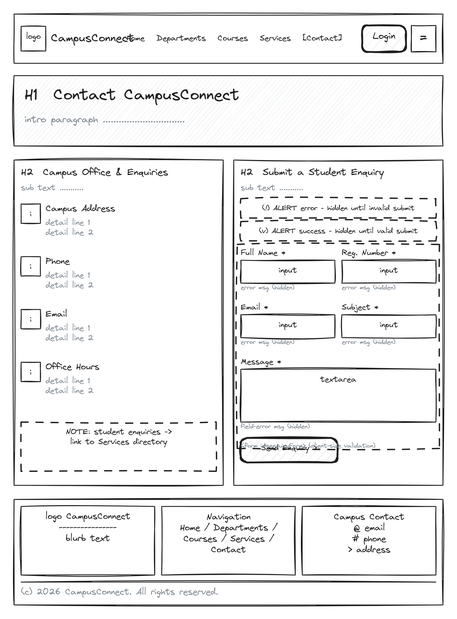 logo CampusConnect Home Departments Courses Services [Contact] Login =
H1 Contact CampusConnect
intro paragraph ..............................
H2 Campus Office & Enquiries
sub text ..........
Campus Address
detail line 1
detail line 2
Phone
detail line 1
detail line 2
Email
detail line 1
detail line 2
Office Hours
detail line 1
detail line 2
NOTE: student enquiries ->
link to Services directory
H2 Submit a Student Enquiry
sub text ..........
(!) ALERT error - hidden until invalid submit
(v) ALERT success - hidden until valid submit
Full Name * Reg. Number *
input input
error msg (hidden) error msg (hidden)
Email * Subject *
input input
error msg (hidden) error msg (hidden)
Message *
textarea
field-error msg (hidden)
(client-side validation)
Send Enquiry
logo CampusConnect
----------------
blurb text
Navigation
Home / Departments /
Courses / Services /
Contact
Campus Contact
@ email
# phone
> address
(c) 2026 CampusConnect. All rights reserved.